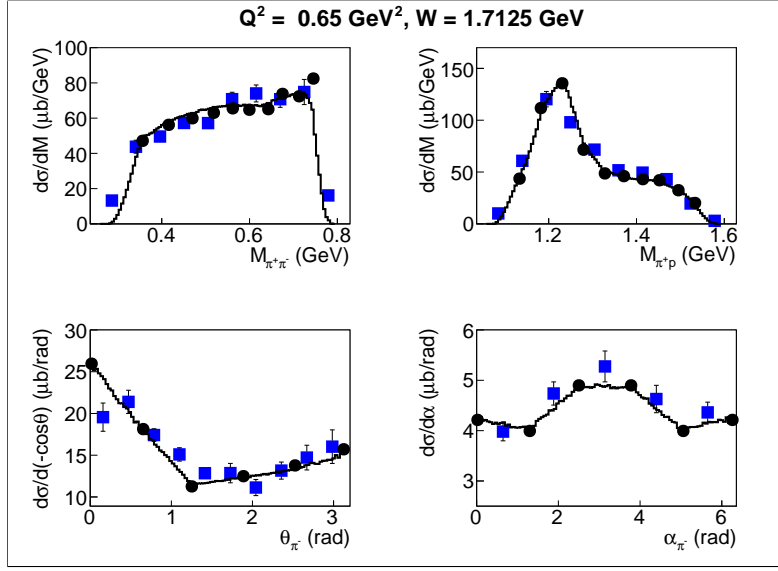 Q² = 0.65 GeV², W = 1.7125 GeV
dσ/dM (μb/GeV)
100
80
60
40
20
0
0.4 0.6 0.8
M_π⁺π⁻ (GeV)
dσ/dM (μb/GeV)
150
100
50
0
1.2 1.4 1.6
M_π⁺p (GeV)
dσ/d(-cosθ) (μb/rad)
30
25
20
15
10
0 1 2 3
θ_π⁻ (rad)
dσ/dα (μb/rad)
6
5
4
3
0 2 4 6
α_π⁻ (rad)